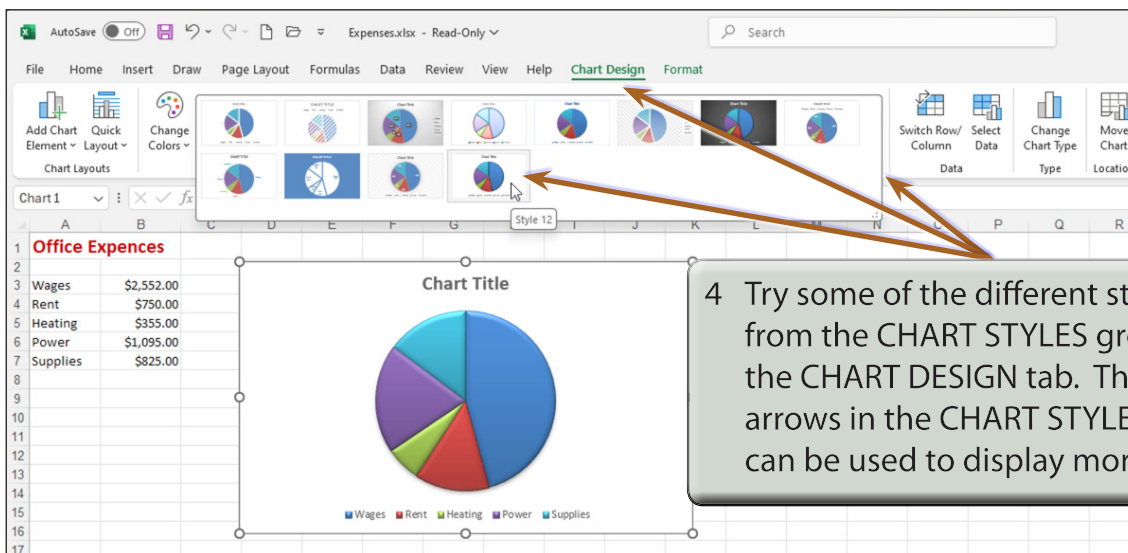 AutoSave Off Expenses.xlsx - Read-Only Search
File Home Insert Draw Page Layout Formulas Data Review View Help Chart Design Format
Add Chart Element Quick Layout Change Colors
Switch Row/ Column Select Data Change Chart Type Move Chart
Chart Layouts Data Type Locatio
Chart 1 fx
Style 12
A B C D E F G I J K L M N O P Q R
1 Office Expences
2
3 Wages $2,552.00
4 Rent $750.00
5 Heating $355.00
6 Power $1,095.00
7 Supplies $825.00
8
9
10
11
12
13
14
15
16
17
Chart Title
Wages Rent Heating Power Supplies
4 Try some of the different st
from the CHART STYLES gr
the CHART DESIGN tab. Th
arrows in the CHART STYLE
can be used to display mor